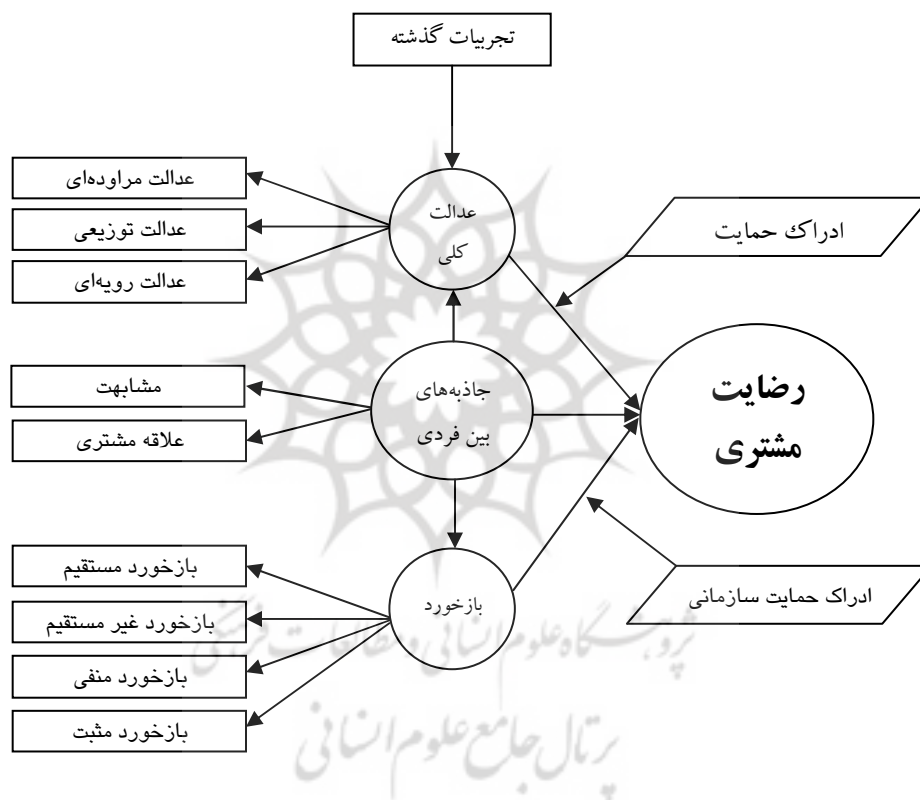 تجربیات گذشته
عدالت مراوده‌ای
عدالت توزیعی
عدالت رویه‌ای
عدالت
کلی
ادراک حمایت
مشابهت
علاقه مشتری
جاذبه‌های
بین فردی
رضایت
مشتری
بازخورد مستقیم
بازخورد غیر مستقیم
بازخورد منفی
بازخورد مثبت
بازخورد
ادراک حمایت سازمانی
پژوهشگاه علوم انسانی و مطالعات فرهنگی
پرتال جامع علوم انسانی